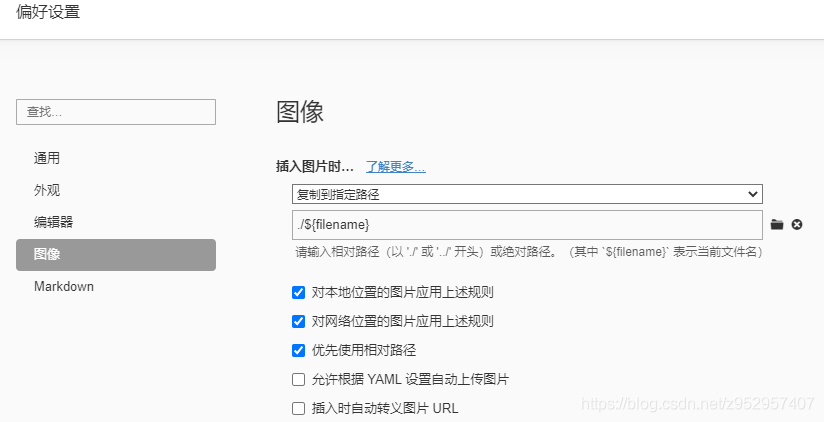 偏好设置
查找...
通用
外观
编辑器
图像
Markdown
图像
插入图片时... 了解更多...
复制到指定路径
./${filename}
请输入相对路径（以 './' 或 '../' 开头）或绝对路径。（其中 `${filename}` 表示当前文件名）
对本地位置的图片应用上述规则
对网络位置的图片应用上述规则
优先使用相对路径
允许根据 YAML 设置自动上传图片
插入时自动转义图片 URL
https://blog.csdn.net/z952957407